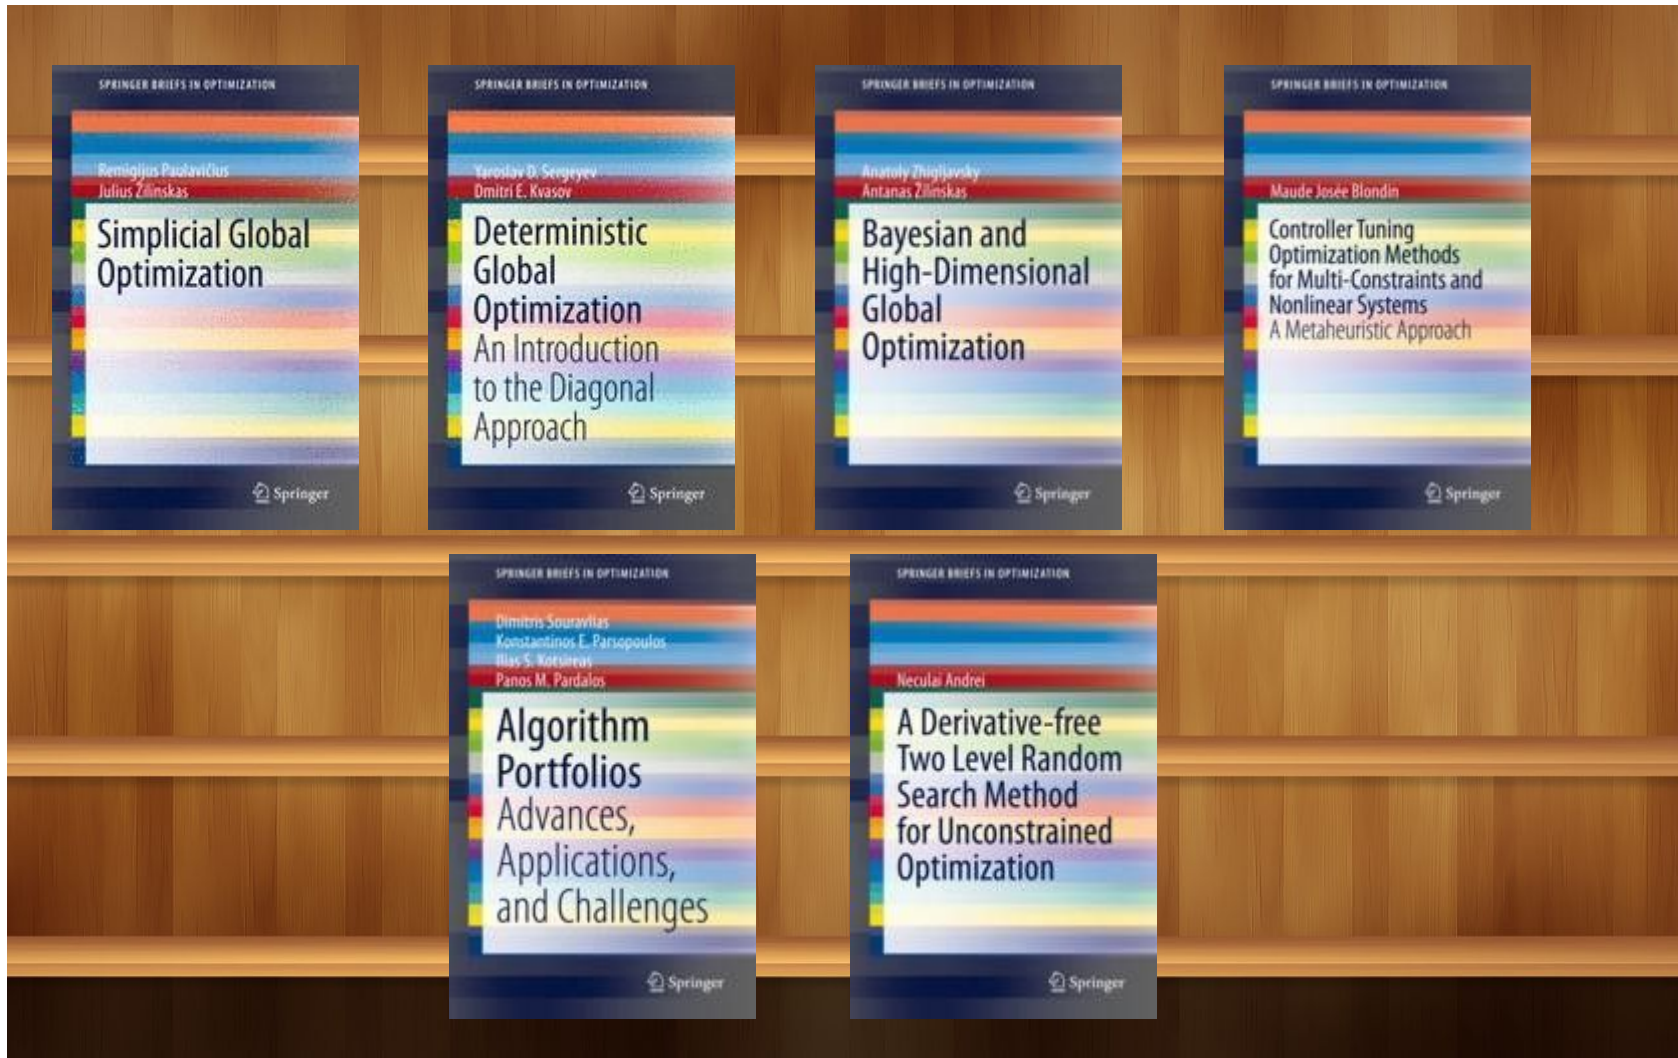 SPRINGER BRIEFS IN OPTIMIZATION
Remigijus Paulavičius
Julius Žilinskas
Simplicial Global
Optimization
Springer
SPRINGER BRIEFS IN OPTIMIZATION
Yaroslav D. Sergeyev
Dmitri E. Kvasov
Deterministic
Global
Optimization
An Introduction
to the Diagonal
Approach
Springer
SPRINGER BRIEFS IN OPTIMIZATION
Anatoly Zhigljavsky
Antanas Žilinskas
Bayesian and
High-Dimensional
Global
Optimization
Springer
SPRINGER BRIEFS IN OPTIMIZATION
Maude Josée Blondin
Controller Tuning
Optimization Methods
for Multi-Constraints and
Nonlinear Systems
A Metaheuristic Approach
Springer
SPRINGER BRIEFS IN OPTIMIZATION
Dimitris Souravlias
Konstantinos E. Parsopoulos
Ilias S. Kotsireas
Panos M. Pardalos
Algorithm
Portfolios
Advances,
Applications,
and Challenges
Springer
SPRINGER BRIEFS IN OPTIMIZATION
Neculai Andrei
A Derivative-free
Two Level Random
Search Method
for Unconstrained
Optimization
Springer